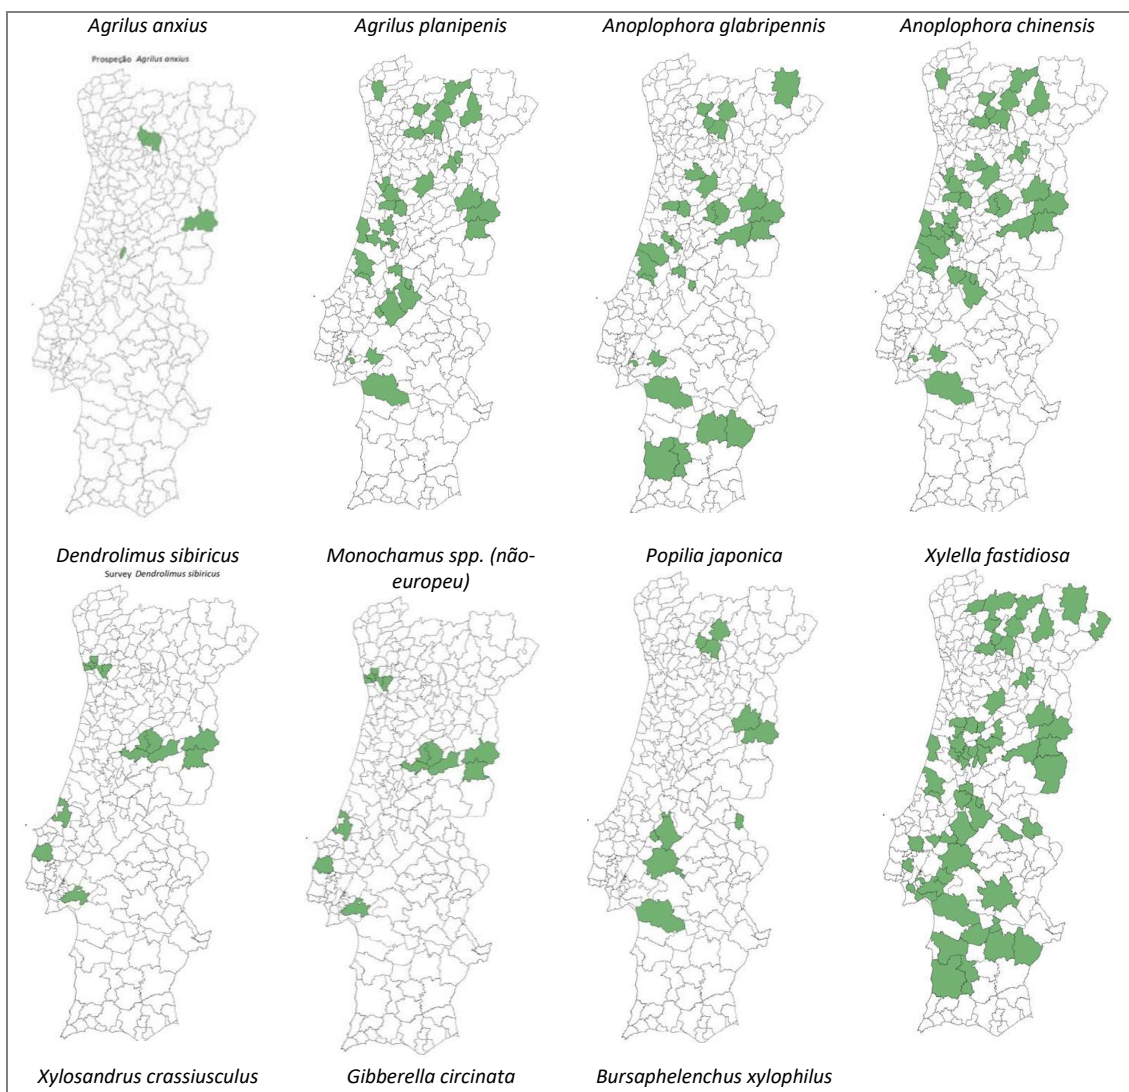 Agrilus anxius
Agrilus planipenis
Anoplophora glabripennis
Anoplophora chinensis
Prospeção Agrilus anxius
Dendrolimus sibiricus
Monochamus spp. (não-
europeu)
Popilia japonica
Xylella fastidiosa
Survey Dendrolimus sibiricus
Xylosandrus crassiusculus
Gibberella circinata
Bursaphelenchus xylophilus